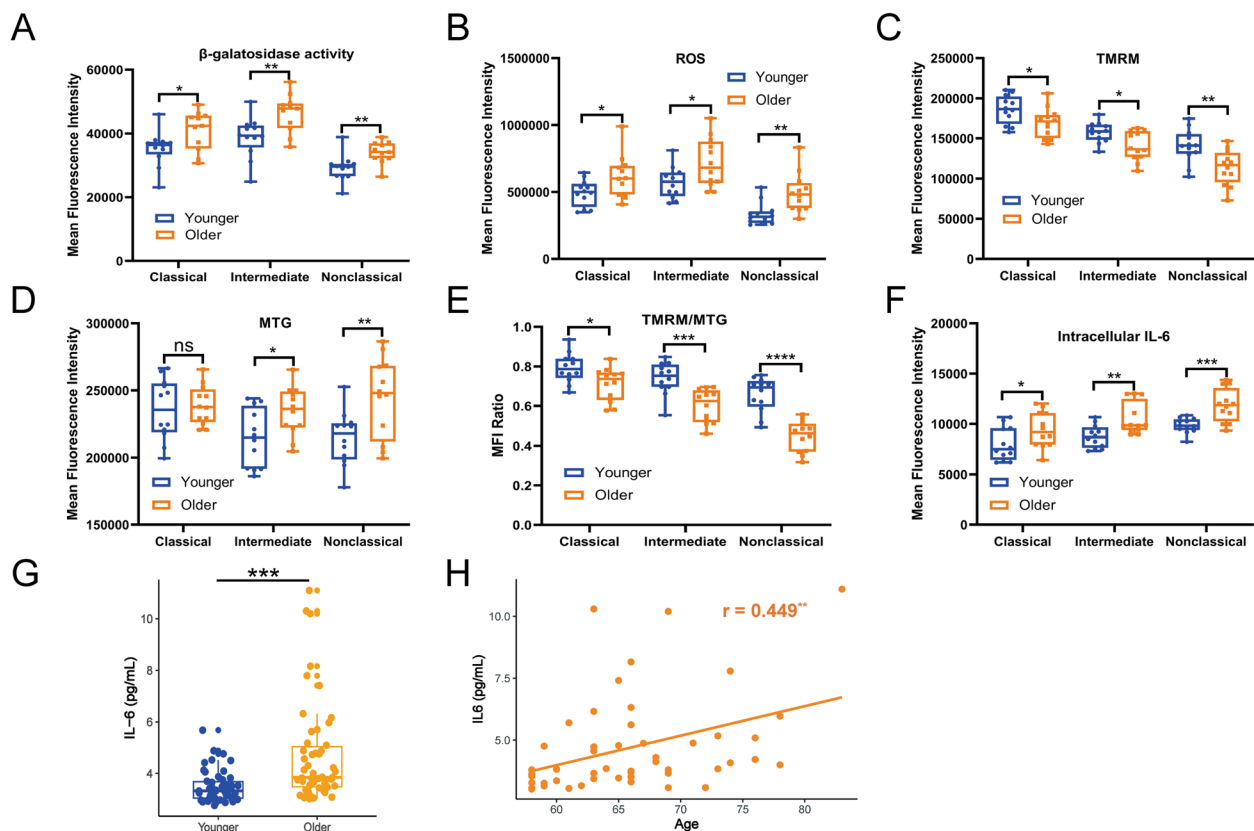 A
β-galatosidase activity
Mean Fluorescence Intensity
60000
40000
20000
0
*
**
**
Younger
Older
Classical
Intermediate
Nonclassical
B
ROS
Mean Fluorescence Intensity
1500000
1000000
500000
0
Younger
Older
*
*
**
Classical
Intermediate
Nonclassical
C
TMRM
Mean Fluorescence Intensity
250000
200000
150000
100000
50000
0
*
*
**
Younger
Older
Classical
Intermediate
Nonclassical
D
MTG
Mean Fluorescence Intensity
300000
250000
200000
150000
ns
*
**
Younger
Older
Classical
Intermediate
Nonclassical
E
TMRM/MTG
MFI Ratio
1.0
0.8
0.6
0.4
0.2
0.0
*
***
****
Younger
Older
Classical
Intermediate
Nonclassical
F
Intracellular IL-6
Mean Fluorescence Intensity
20000
15000
10000
5000
0
*
**
***
Younger
Older
Classical
Intermediate
Nonclassical
G
***
IL−6 (pg/mL)
10
8
6
4
Younger
Older
H
r = 0.449**
IL6 (pg/mL)
10.0
7.5
5.0
60
65
70
75
80
Age